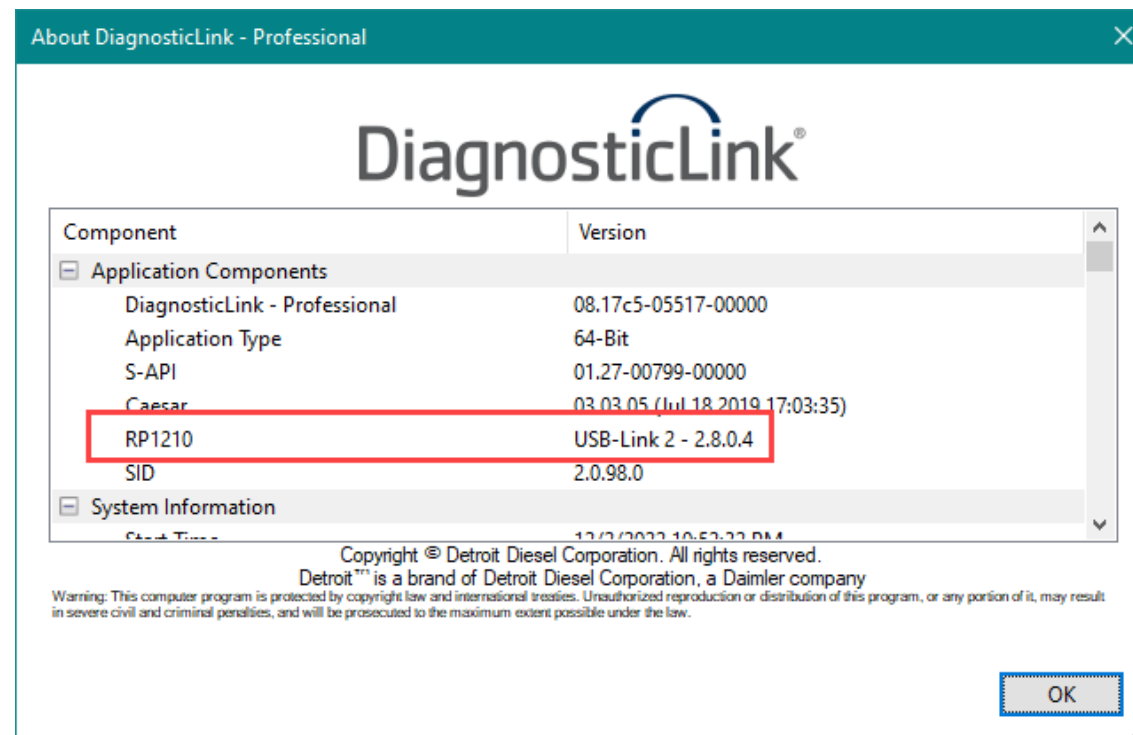 About DiagnosticLink - Professional
DiagnosticLink®
Component Version
Application Components
DiagnosticLink - Professional 08.17c5-05517-00000
Application Type 64-Bit
S-API 01.27-00799-00000
Caesar 03.03.05 (Jul 18 2019 17:03:35)
RP1210 USB-Link 2 - 2.8.0.4
SID 2.0.98.0
System Information
Start Time
Copyright © Detroit Diesel Corporation. All rights reserved.
Detroit™ is a brand of Detroit Diesel Corporation, a Daimler company
Warning: This computer program is protected by copyright law and international treaties. Unauthorized reproduction or distribution of this program, or any portion of it, may result
in severe civil and criminal penalties, and will be prosecuted to the maximum extent possible under the law.
OK